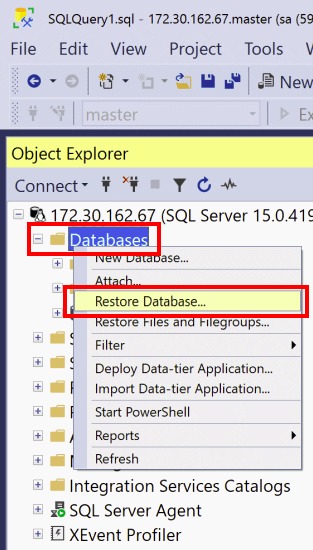 SQLQuery1.sql - 172.30.162.67.master (sa (59
File Edit View Project Tools W
New
master
Ex
Object Explorer
Connect
172.30.162.67 (SQL Server 15.0.419
Databases
New Database...
Attach...
Restore Database...
Restore Files and Filegroups...
Filter
Deploy Data-tier Application...
Import Data-tier Application...
Start PowerShell
Reports
Refresh
Integration Services Catalogs
SQL Server Agent
XEvent Profiler